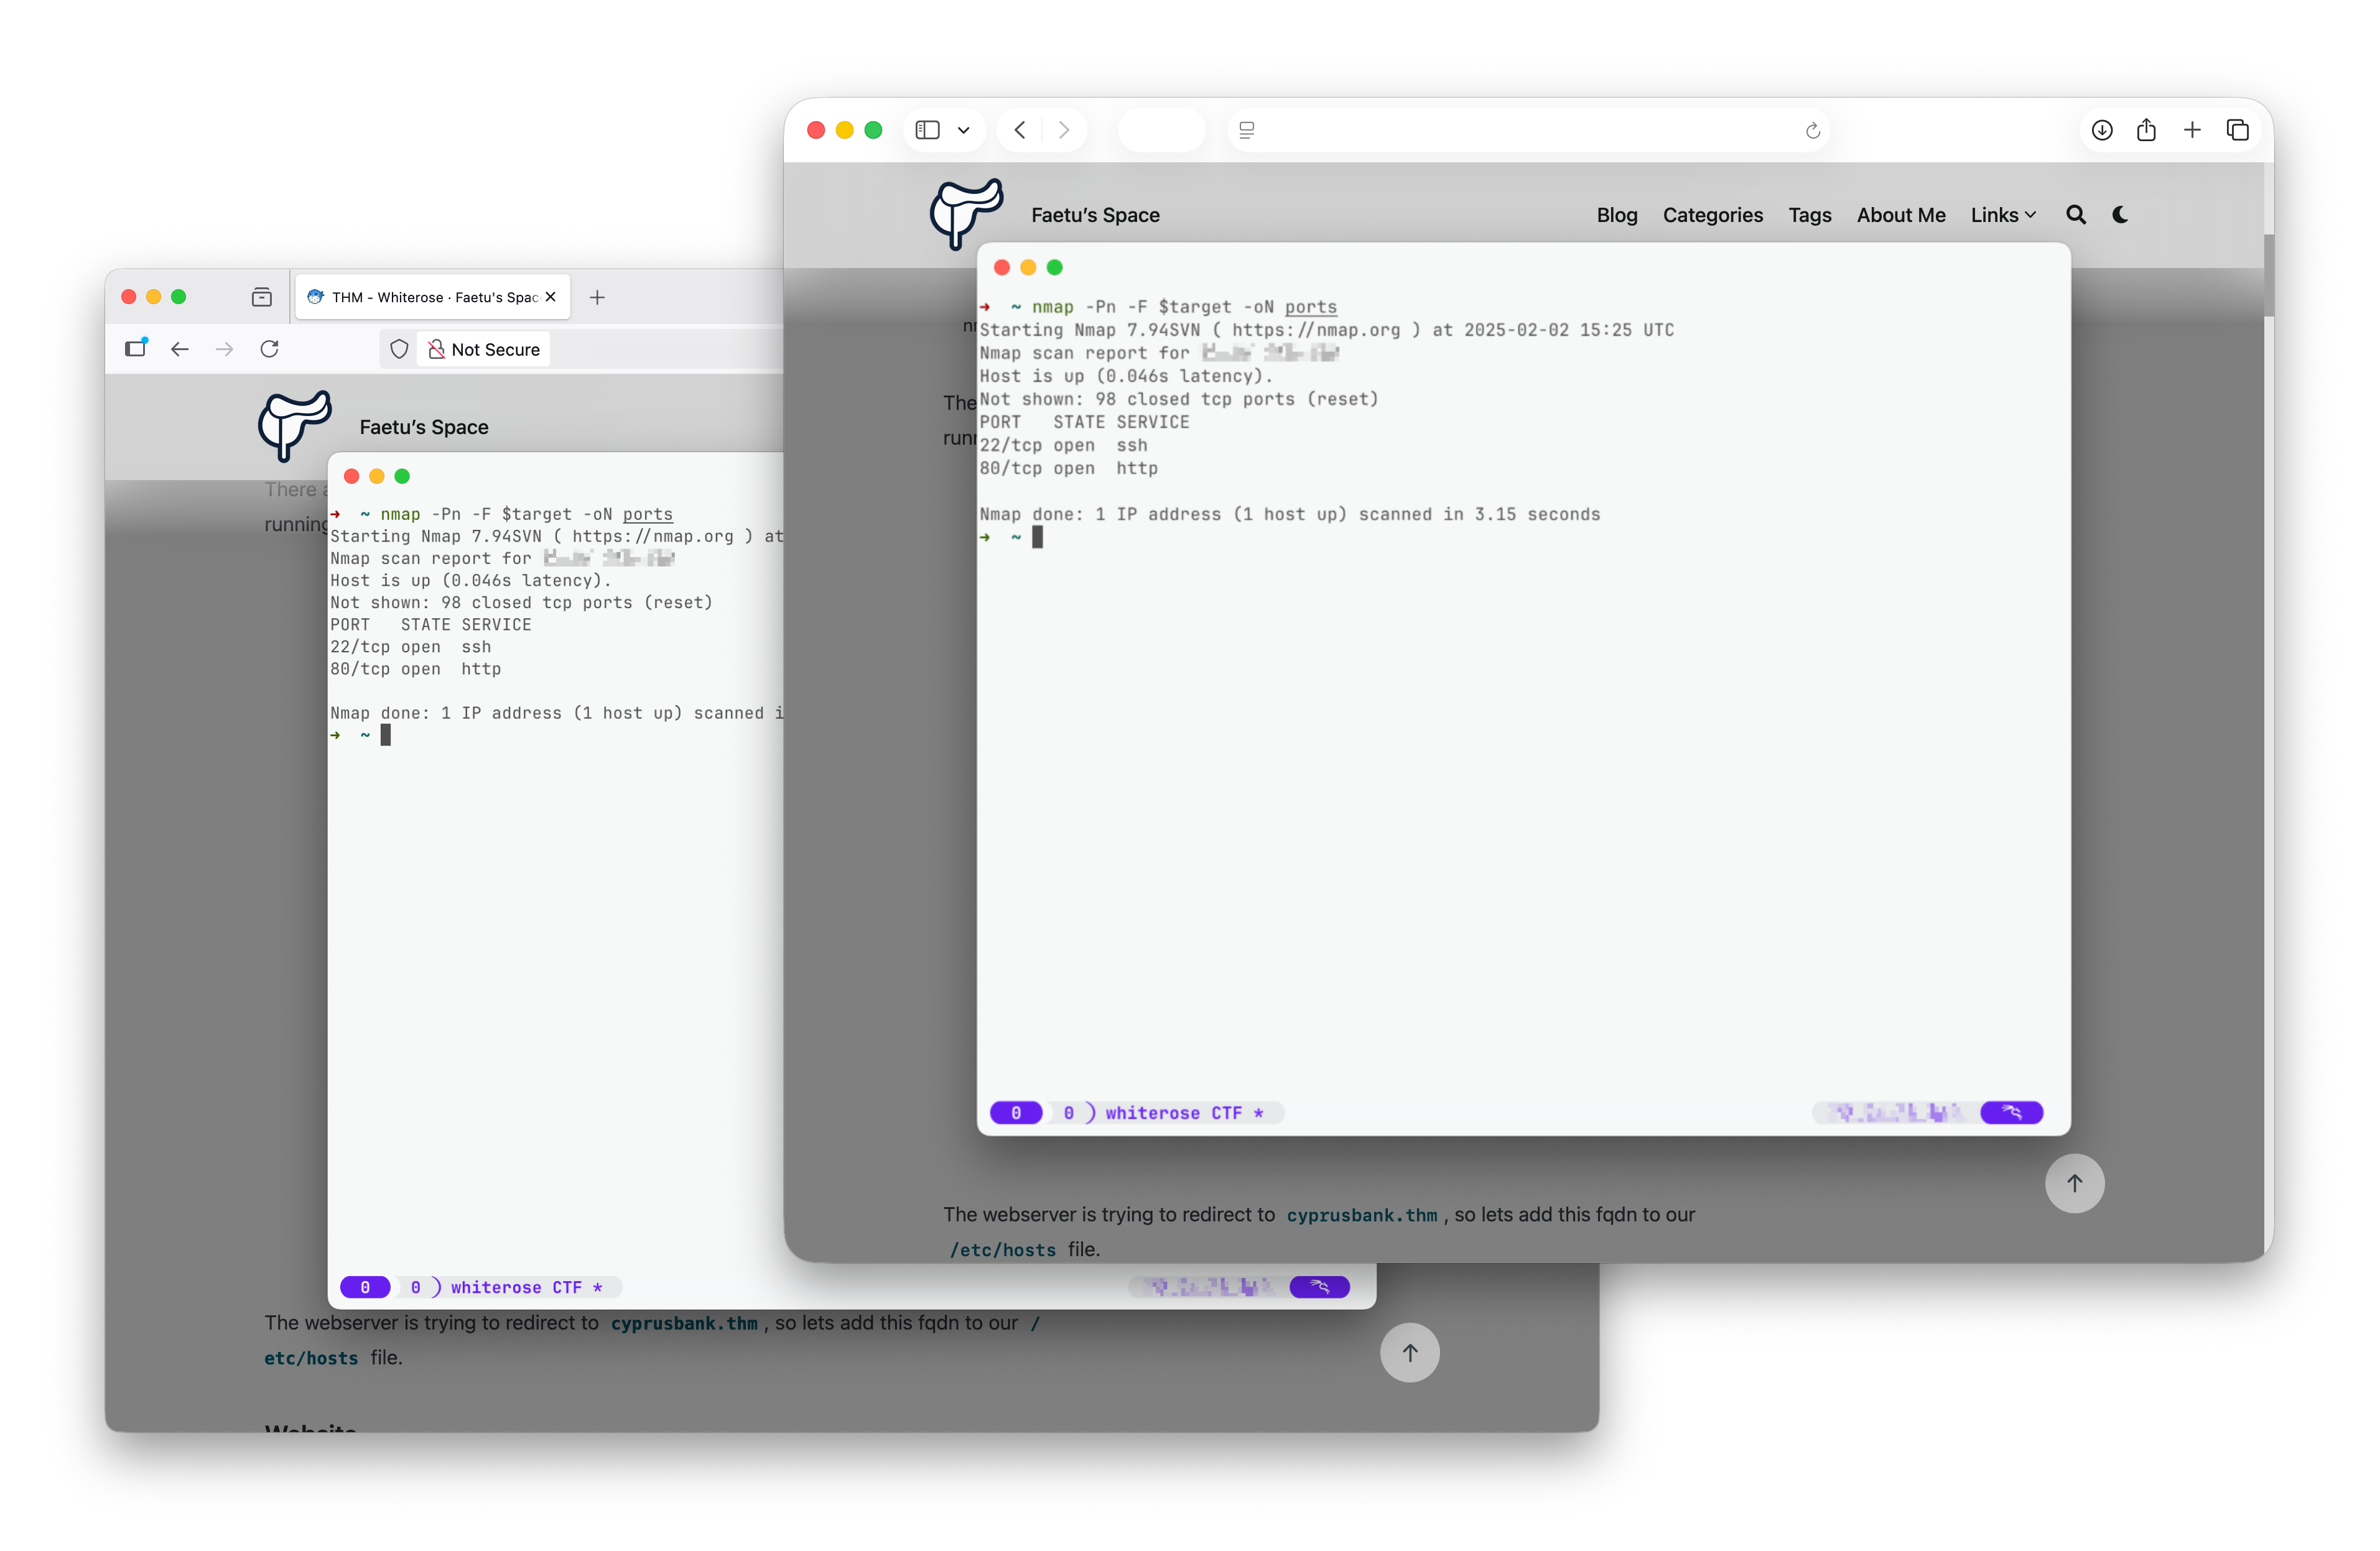 THM - Whiterose · Faetu's Spac
Not Secure
Faetu's Space
There
running
➜ ~ nmap -Pn -F $target -oN ports
Starting Nmap 7.94SVN ( https://nmap.org ) at
Nmap scan report for
Host is up (0.046s latency).
Not shown: 98 closed tcp ports (reset)
PORT STATE SERVICE
22/tcp open ssh
80/tcp open http
Nmap done: 1 IP address (1 host up) scanned i
➜ ~
0 0 ) whiterose CTF *
The webserver is trying to redirect to cyprusbank.thm , so lets add this fqdn to our /
etc/hosts file.
Website
Faetu's Space
Blog Categories Tags About Me Links
The
➜ ~ nmap -Pn -F $target -oN ports
Starting Nmap 7.94SVN ( https://nmap.org ) at 2025-02-02 15:25 UTC
Nmap scan report for
Host is up (0.046s latency).
Not shown: 98 closed tcp ports (reset)
PORT STATE SERVICE
22/tcp open ssh
80/tcp open http
Nmap done: 1 IP address (1 host up) scanned in 3.15 seconds
➜ ~
0 0 ) whiterose CTF *
The webserver is trying to redirect to cyprusbank.thm , so lets add this fqdn to our
/etc/hosts file.